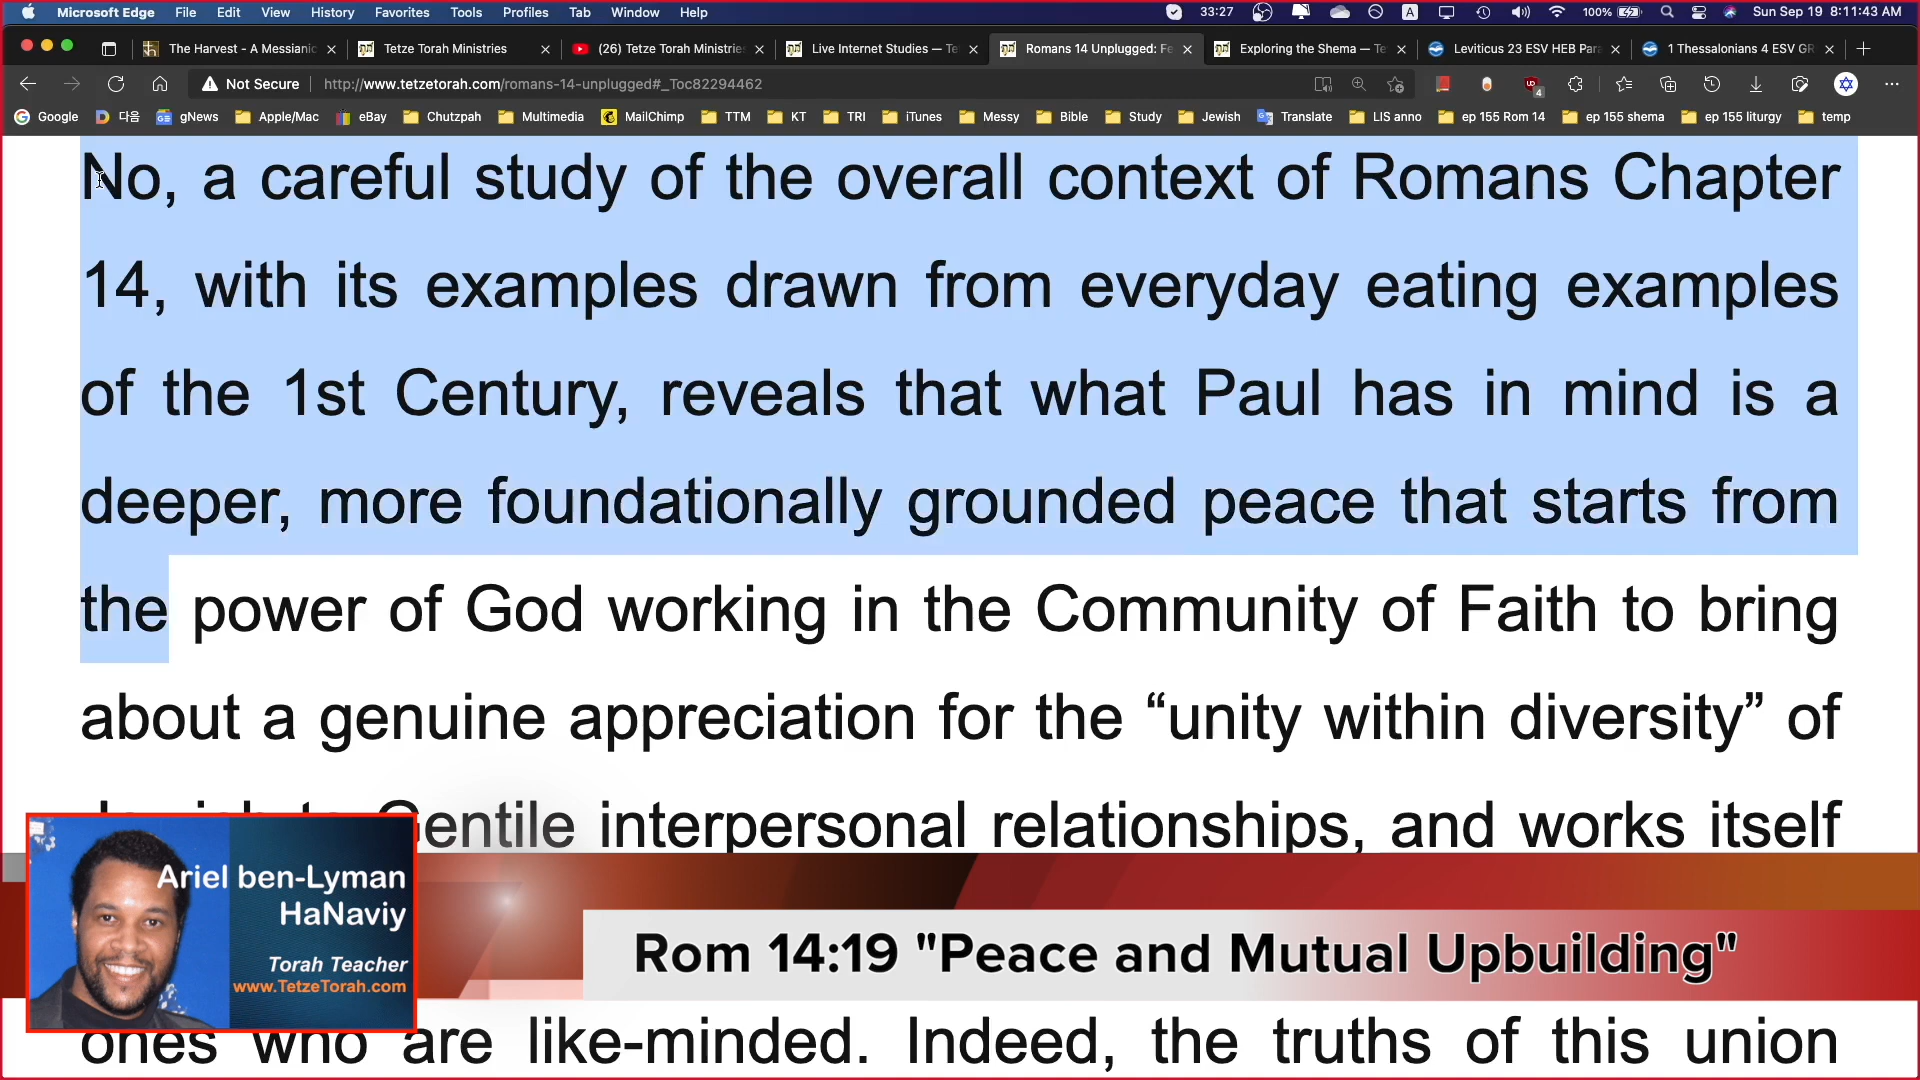 Microsoft Edge File Edit View History Favorites Tools Profiles Tab Window Help 33:27 A 100% Sun Sep 19 8:11:43 AM
The Harvest - A Messianic Tetze Torah Ministries (26) Tetze Torah Ministries Live Internet Studies — Te Romans 14 Unplugged: Fe Exploring the Shema — Te Leviticus 23 ESV HEB Para 1 Thessalonians 4 ESV GR
Not Secure http://www.tetzetorah.com/romans-14-unplugged#_Toc82294462
Google 다음 gNews Apple/Mac eBay Chutzpah Multimedia MailChimp TTM KT TRI iTunes Messy Bible Study Jewish Translate LIS anno ep 155 Rom 14 ep 155 shema ep 155 liturgy temp
No, a careful study of the overall context of Romans Chapter
14, with its examples drawn from everyday eating examples
of the 1st Century, reveals that what Paul has in mind is a
deeper, more foundationally grounded peace that starts from
the power of God working in the Community of Faith to bring
about a genuine appreciation for the “unity within diversity” of
Gentile interpersonal relationships, and works itself
Ariel ben-Lyman
HaNaviy
Torah Teacher
www.TetzeTorah.com
Rom 14:19 "Peace and Mutual Upbuilding"
ones who are like-minded. Indeed, the truths of this union